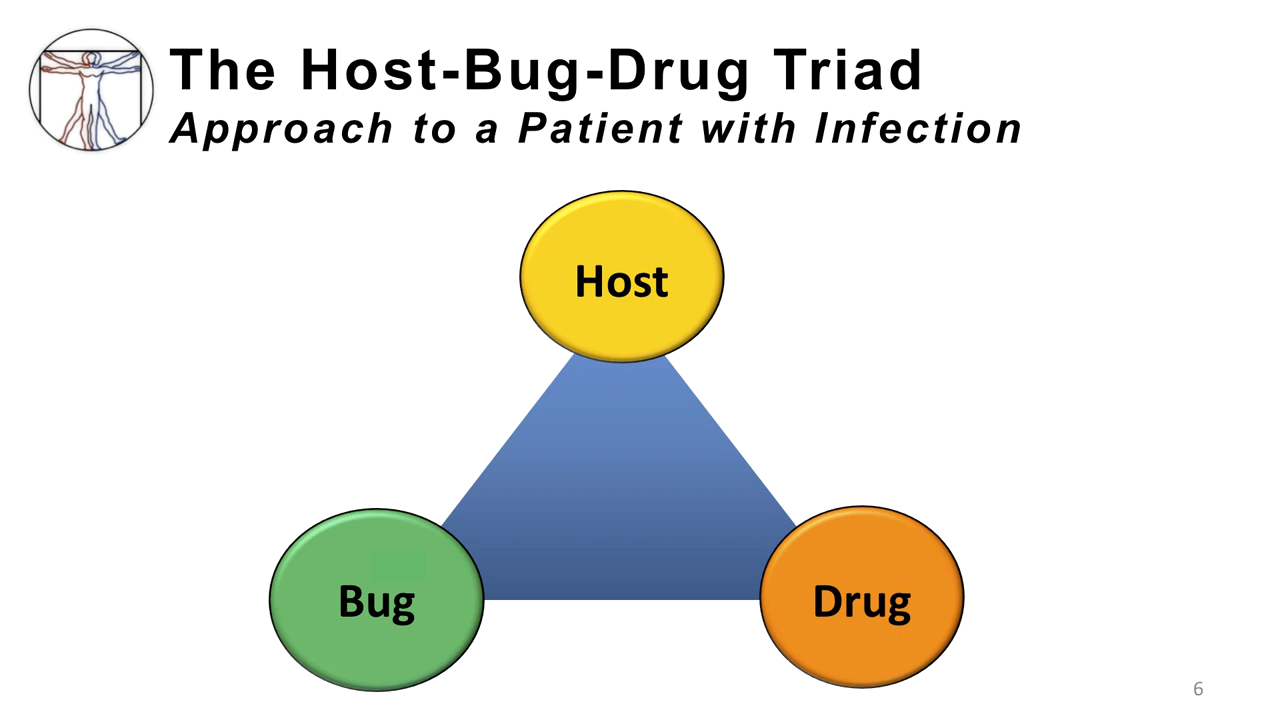 The Host-Bug-Drug Triad
Approach to a Patient with Infection
Host
Bug
Drug
6